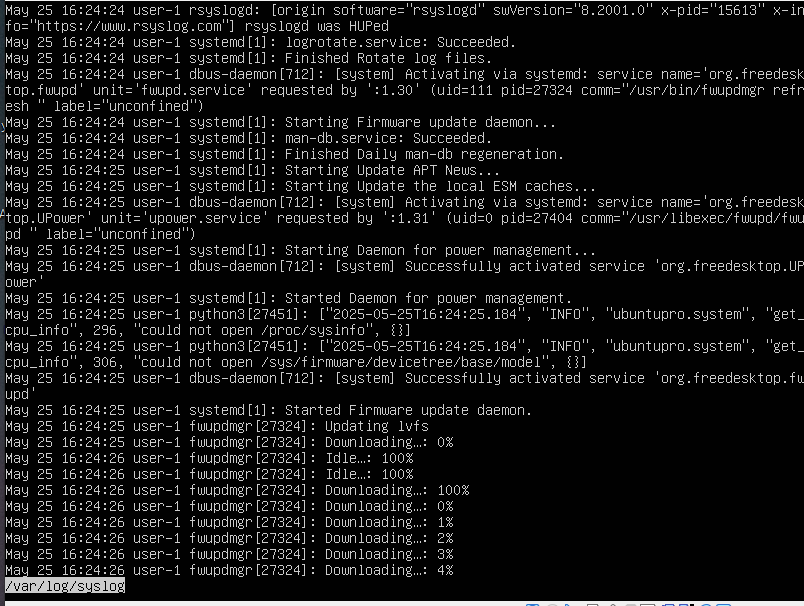 May 25 16:24:24 user-1 rsyslogd: [origin software="rsyslogd" swVersion="8.2001.0" x-pid="15613" x-in
fo="https://www.rsyslog.com"] rsyslogd was HUPed
May 25 16:24:24 user-1 systemd[1]: logrotate.service: Succeeded.
May 25 16:24:24 user-1 systemd[1]: Finished Rotate log files.
May 25 16:24:24 user-1 dbus-daemon[712]: [system] Activating via systemd: service name='org.freedesk
top.fwupd' unit='fwupd.service' requested by ':1.30' (uid=111 pid=27324 comm="/usr/bin/fwupdmgr refr
esh " label="unconfined")
May 25 16:24:24 user-1 systemd[1]: Starting Firmware update daemon...
May 25 16:24:24 user-1 systemd[1]: man-db.service: Succeeded.
May 25 16:24:24 user-1 systemd[1]: Finished Daily man-db regeneration.
May 25 16:24:25 user-1 systemd[1]: Starting Update APT News...
May 25 16:24:25 user-1 systemd[1]: Starting Update the local ESM caches...
May 25 16:24:25 user-1 dbus-daemon[712]: [system] Activating via systemd: service name='org.freedesk
top.UPower' unit='upower.service' requested by ':1.31' (uid=0 pid=27404 comm="/usr/libexec/fwupd/fwu
pd " label="unconfined")
May 25 16:24:25 user-1 systemd[1]: Starting Daemon for power management...
May 25 16:24:25 user-1 dbus-daemon[712]: [system] Successfully activated service 'org.freedesktop.UP
ower'
May 25 16:24:25 user-1 systemd[1]: Started Daemon for power management.
May 25 16:24:25 user-1 python3[27451]: ["2025-05-25T16:24:25.184", "INFO", "ubuntupro.system", "get_
cpu_info", 296, "could not open /proc/sysinfo", {}]
May 25 16:24:25 user-1 python3[27451]: ["2025-05-25T16:24:25.184", "INFO", "ubuntupro.system", "get_
cpu_info", 306, "could not open /sys/firmware/devicetree/base/model", {}]
May 25 16:24:25 user-1 dbus-daemon[712]: [system] Successfully activated service 'org.freedesktop.fw
upd'
May 25 16:24:25 user-1 systemd[1]: Started Firmware update daemon.
May 25 16:24:25 user-1 fwupdmgr[27324]: Updating lvfs
May 25 16:24:26 user-1 fwupdmgr[27324]: Downloading…: 0%
May 25 16:24:26 user-1 fwupdmgr[27324]: Idle…: 100%
May 25 16:24:26 user-1 fwupdmgr[27324]: Idle…: 100%
May 25 16:24:26 user-1 fwupdmgr[27324]: Downloading…: 100%
May 25 16:24:26 user-1 fwupdmgr[27324]: Downloading…: 0%
May 25 16:24:26 user-1 fwupdmgr[27324]: Downloading…: 1%
May 25 16:24:26 user-1 fwupdmgr[27324]: Downloading…: 2%
May 25 16:24:26 user-1 fwupdmgr[27324]: Downloading…: 3%
May 25 16:24:26 user-1 fwupdmgr[27324]: Downloading…: 4%
/var/log/syslog